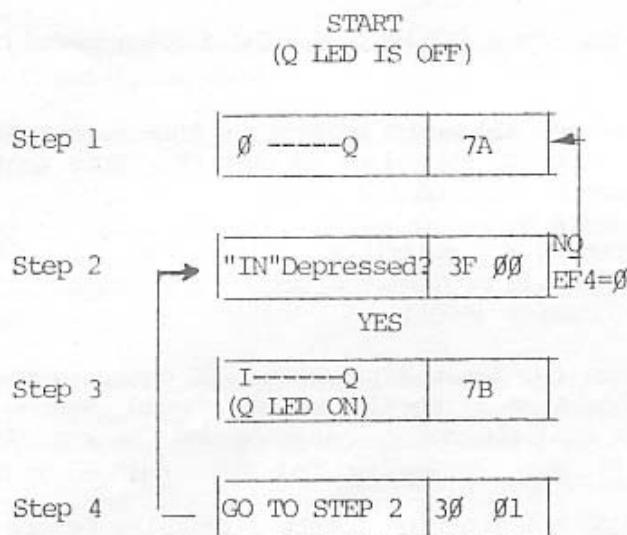 START
(Q LED IS OFF)
Step 1 Ø -----Q 7A
Step 2 "IN"Depressed? 3F ØØ NO
EF4=Ø
YES
Step 3 I-------Q 7B
(Q LED ON)
Step 4 GO TO STEP 2 3Ø Ø1